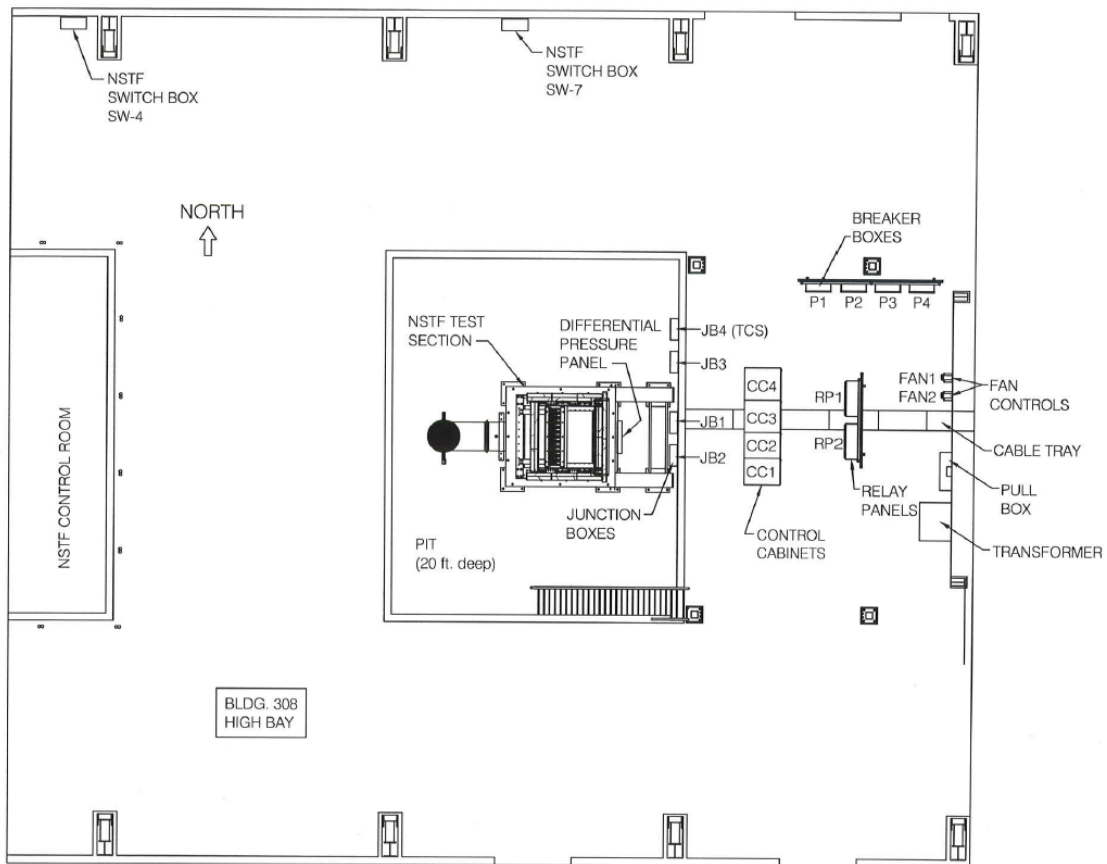 NSTF
SWITCH BOX
SW-4
NSTF
SWITCH BOX
SW-7
NORTH
BREAKER
BOXES
P1
P2
P3
P4
NSTF TEST
SECTION
DIFFERENTIAL
PRESSURE
PANEL
JB4 (TCS)
JB3
JB1
JB2
CC4
CC3
CC2
CC1
RP1
RP2
FAN1
FAN2
FAN
CONTROLS
CABLE TRAY
PULL
BOX
RELAY
PANELS
JUNCTION
BOXES
CONTROL
CABINETS
TRANSFORMER
PIT
(20 ft. deep)
NSTF CONTROL ROOM
BLDG. 308
HIGH BAY